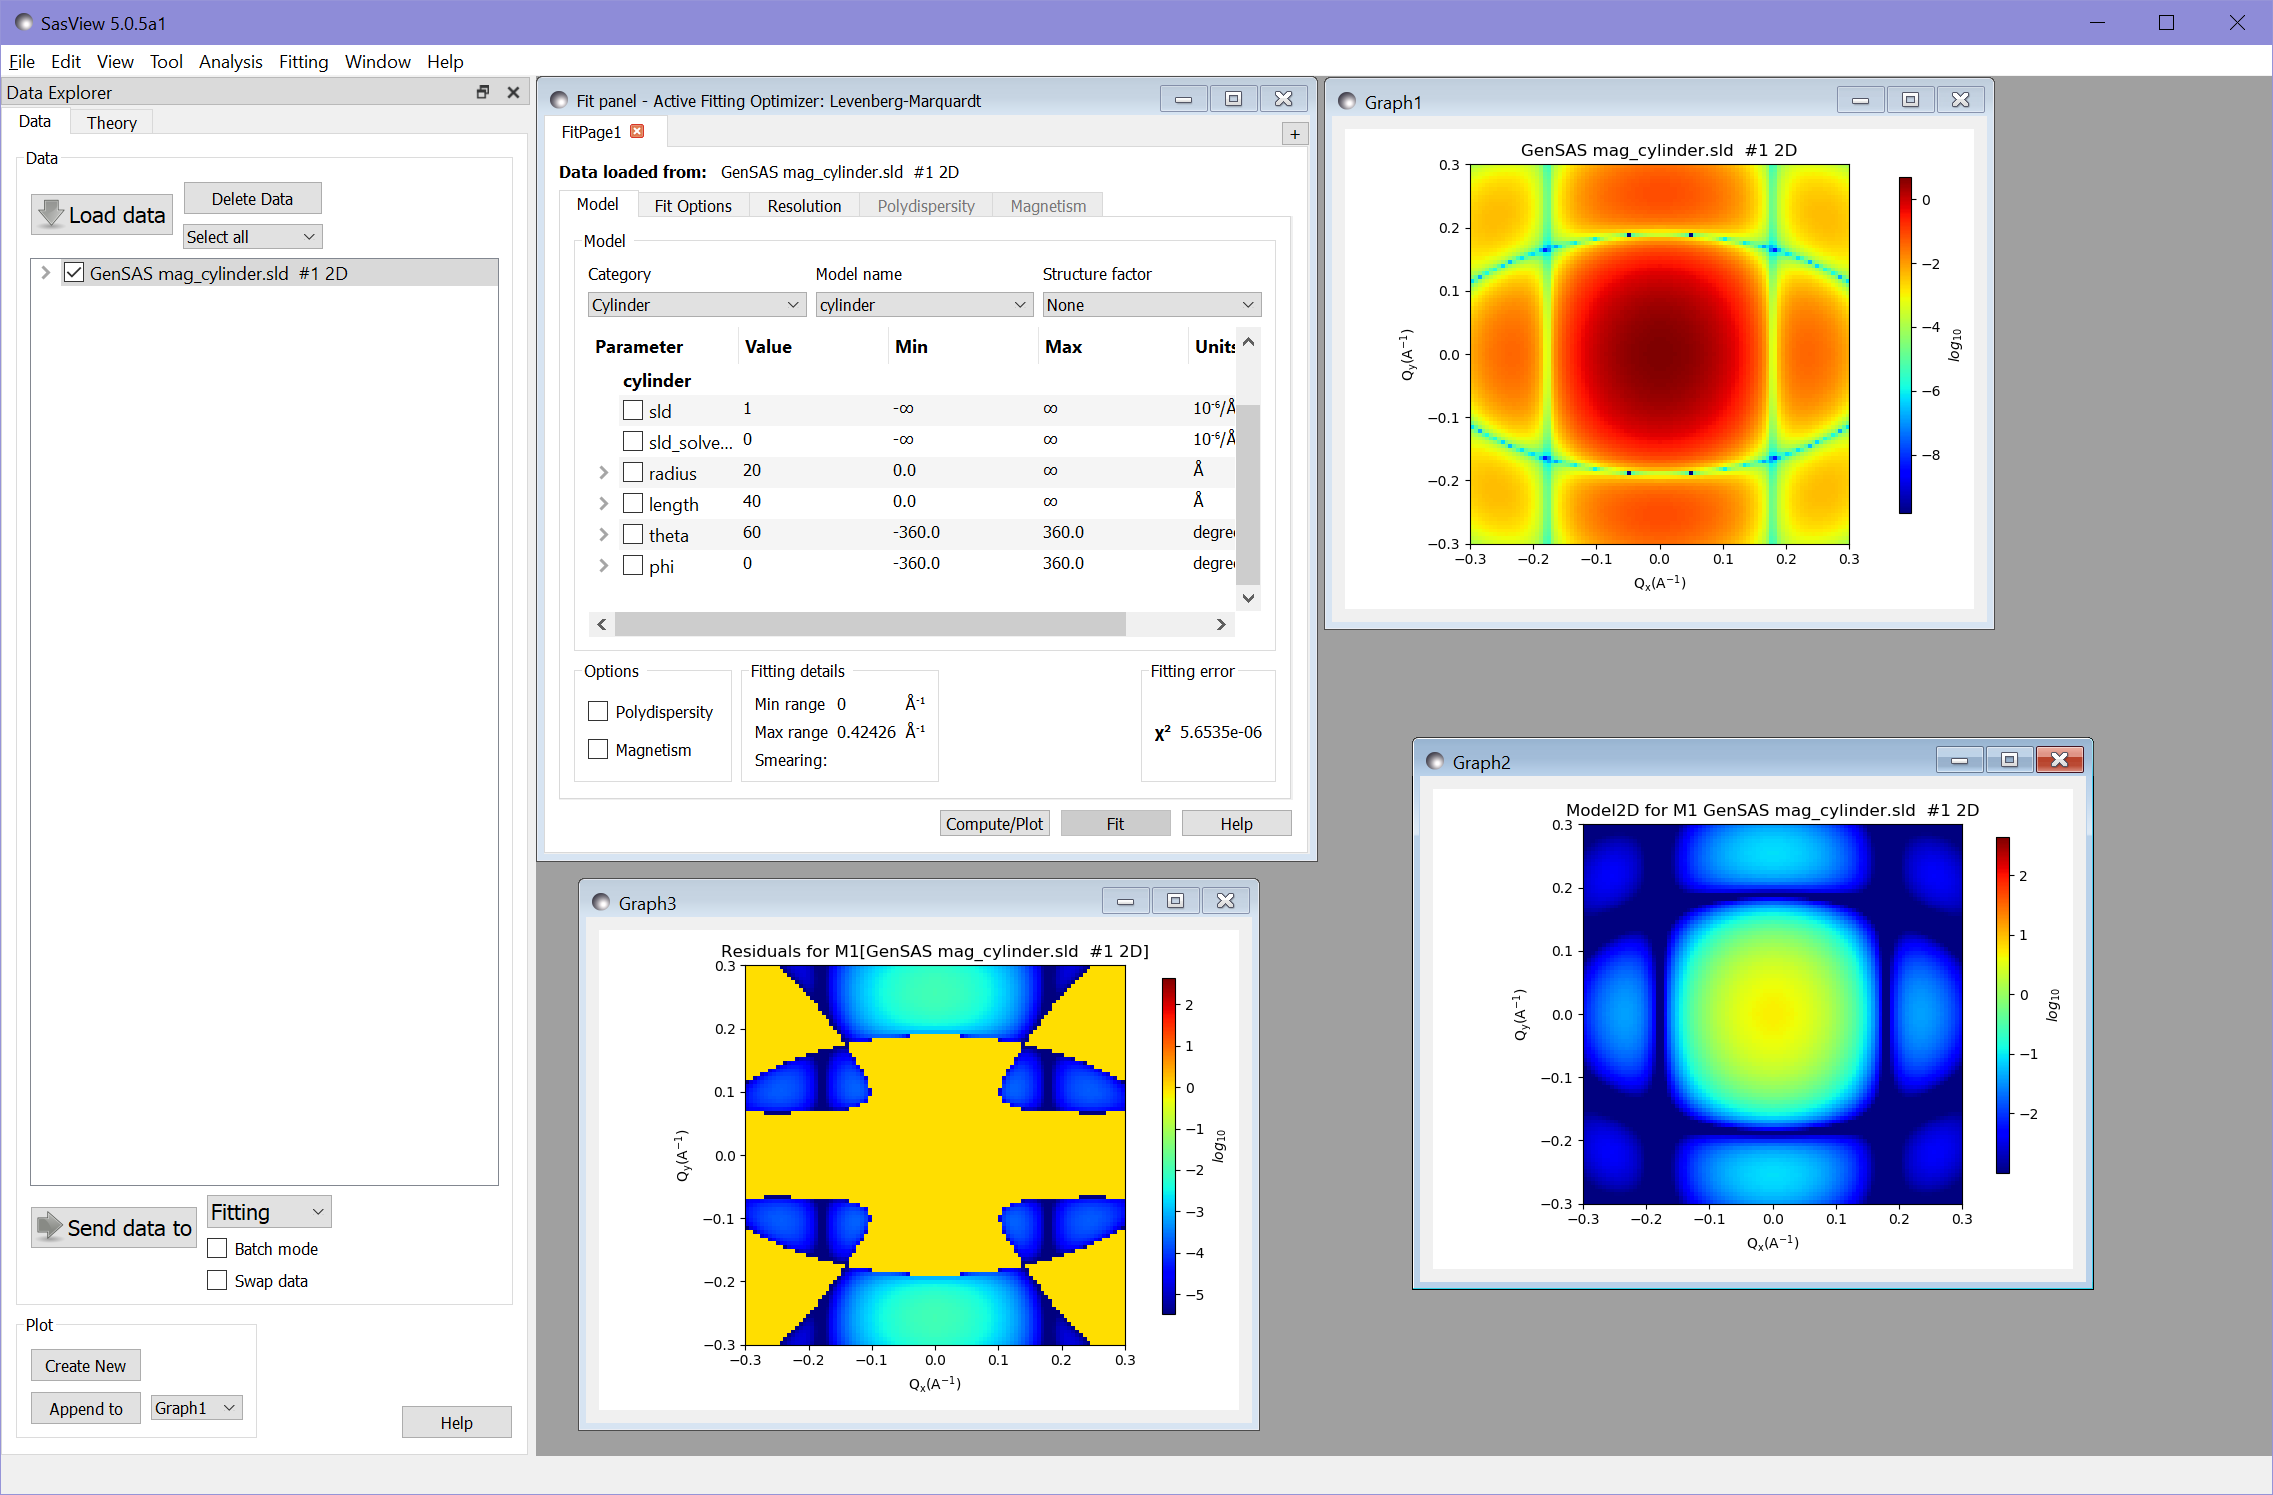 SasView 5.0.5a1
File Edit View Tool Analysis Fitting Window Help
Data Explorer
Data Theory
Data
Load data
Delete Data
Select all
GenSAS mag_cylinder.sld #1 2D
Send data to
Fitting
Batch mode
Swap data
Plot
Create New
Append to
Graph1
Help
Fit panel - Active Fitting Optimizer: Levenberg-Marquardt
FitPage1
+
Data loaded from: GenSAS mag_cylinder.sld #1 2D
Model Fit Options Resolution Polydispersity Magnetism
Model
Category Model name Structure factor
Cylinder cylinder None
Parameter Value Min Max Units
cylinder
sld 1 -∞ ∞ 10⁻⁶/Å
sld_solve... 0 -∞ ∞ 10⁻⁶/Å
radius 20 0.0 ∞ Å
length 40 0.0 ∞ Å
theta 60 -360.0 360.0 degre
phi 0 -360.0 360.0 degre
Options
Polydispersity
Magnetism
Fitting details
Min range 0 Å⁻¹
Max range 0.42426 Å⁻¹
Smearing:
Fitting error
χ² 5.6535e-06
Compute/Plot Fit Help
Graph1
GenSAS mag_cylinder.sld #1 2D
0.3
0.2
0.1
0.0
−0.1
−0.2
−0.3
Qy(A⁻¹)
−0.3 −0.2 −0.1 0.0 0.1 0.2 0.3
Qx(A⁻¹)
0
−2
−4
−6
−8
log10
Graph2
Model2D for M1 GenSAS mag_cylinder.sld #1 2D
0.3
0.2
0.1
0.0
−0.1
−0.2
−0.3
Qy(A⁻¹)
−0.3 −0.2 −0.1 0.0 0.1 0.2 0.3
Qx(A⁻¹)
2
1
0
−1
−2
log10
Graph3
Residuals for M1[GenSAS mag_cylinder.sld #1 2D]
0.3
0.2
0.1
0.0
−0.1
−0.2
−0.3
Qy(A⁻¹)
−0.3 −0.2 −0.1 0.0 0.1 0.2 0.3
Qx(A⁻¹)
2
1
0
−1
−2
−3
−4
−5
log10